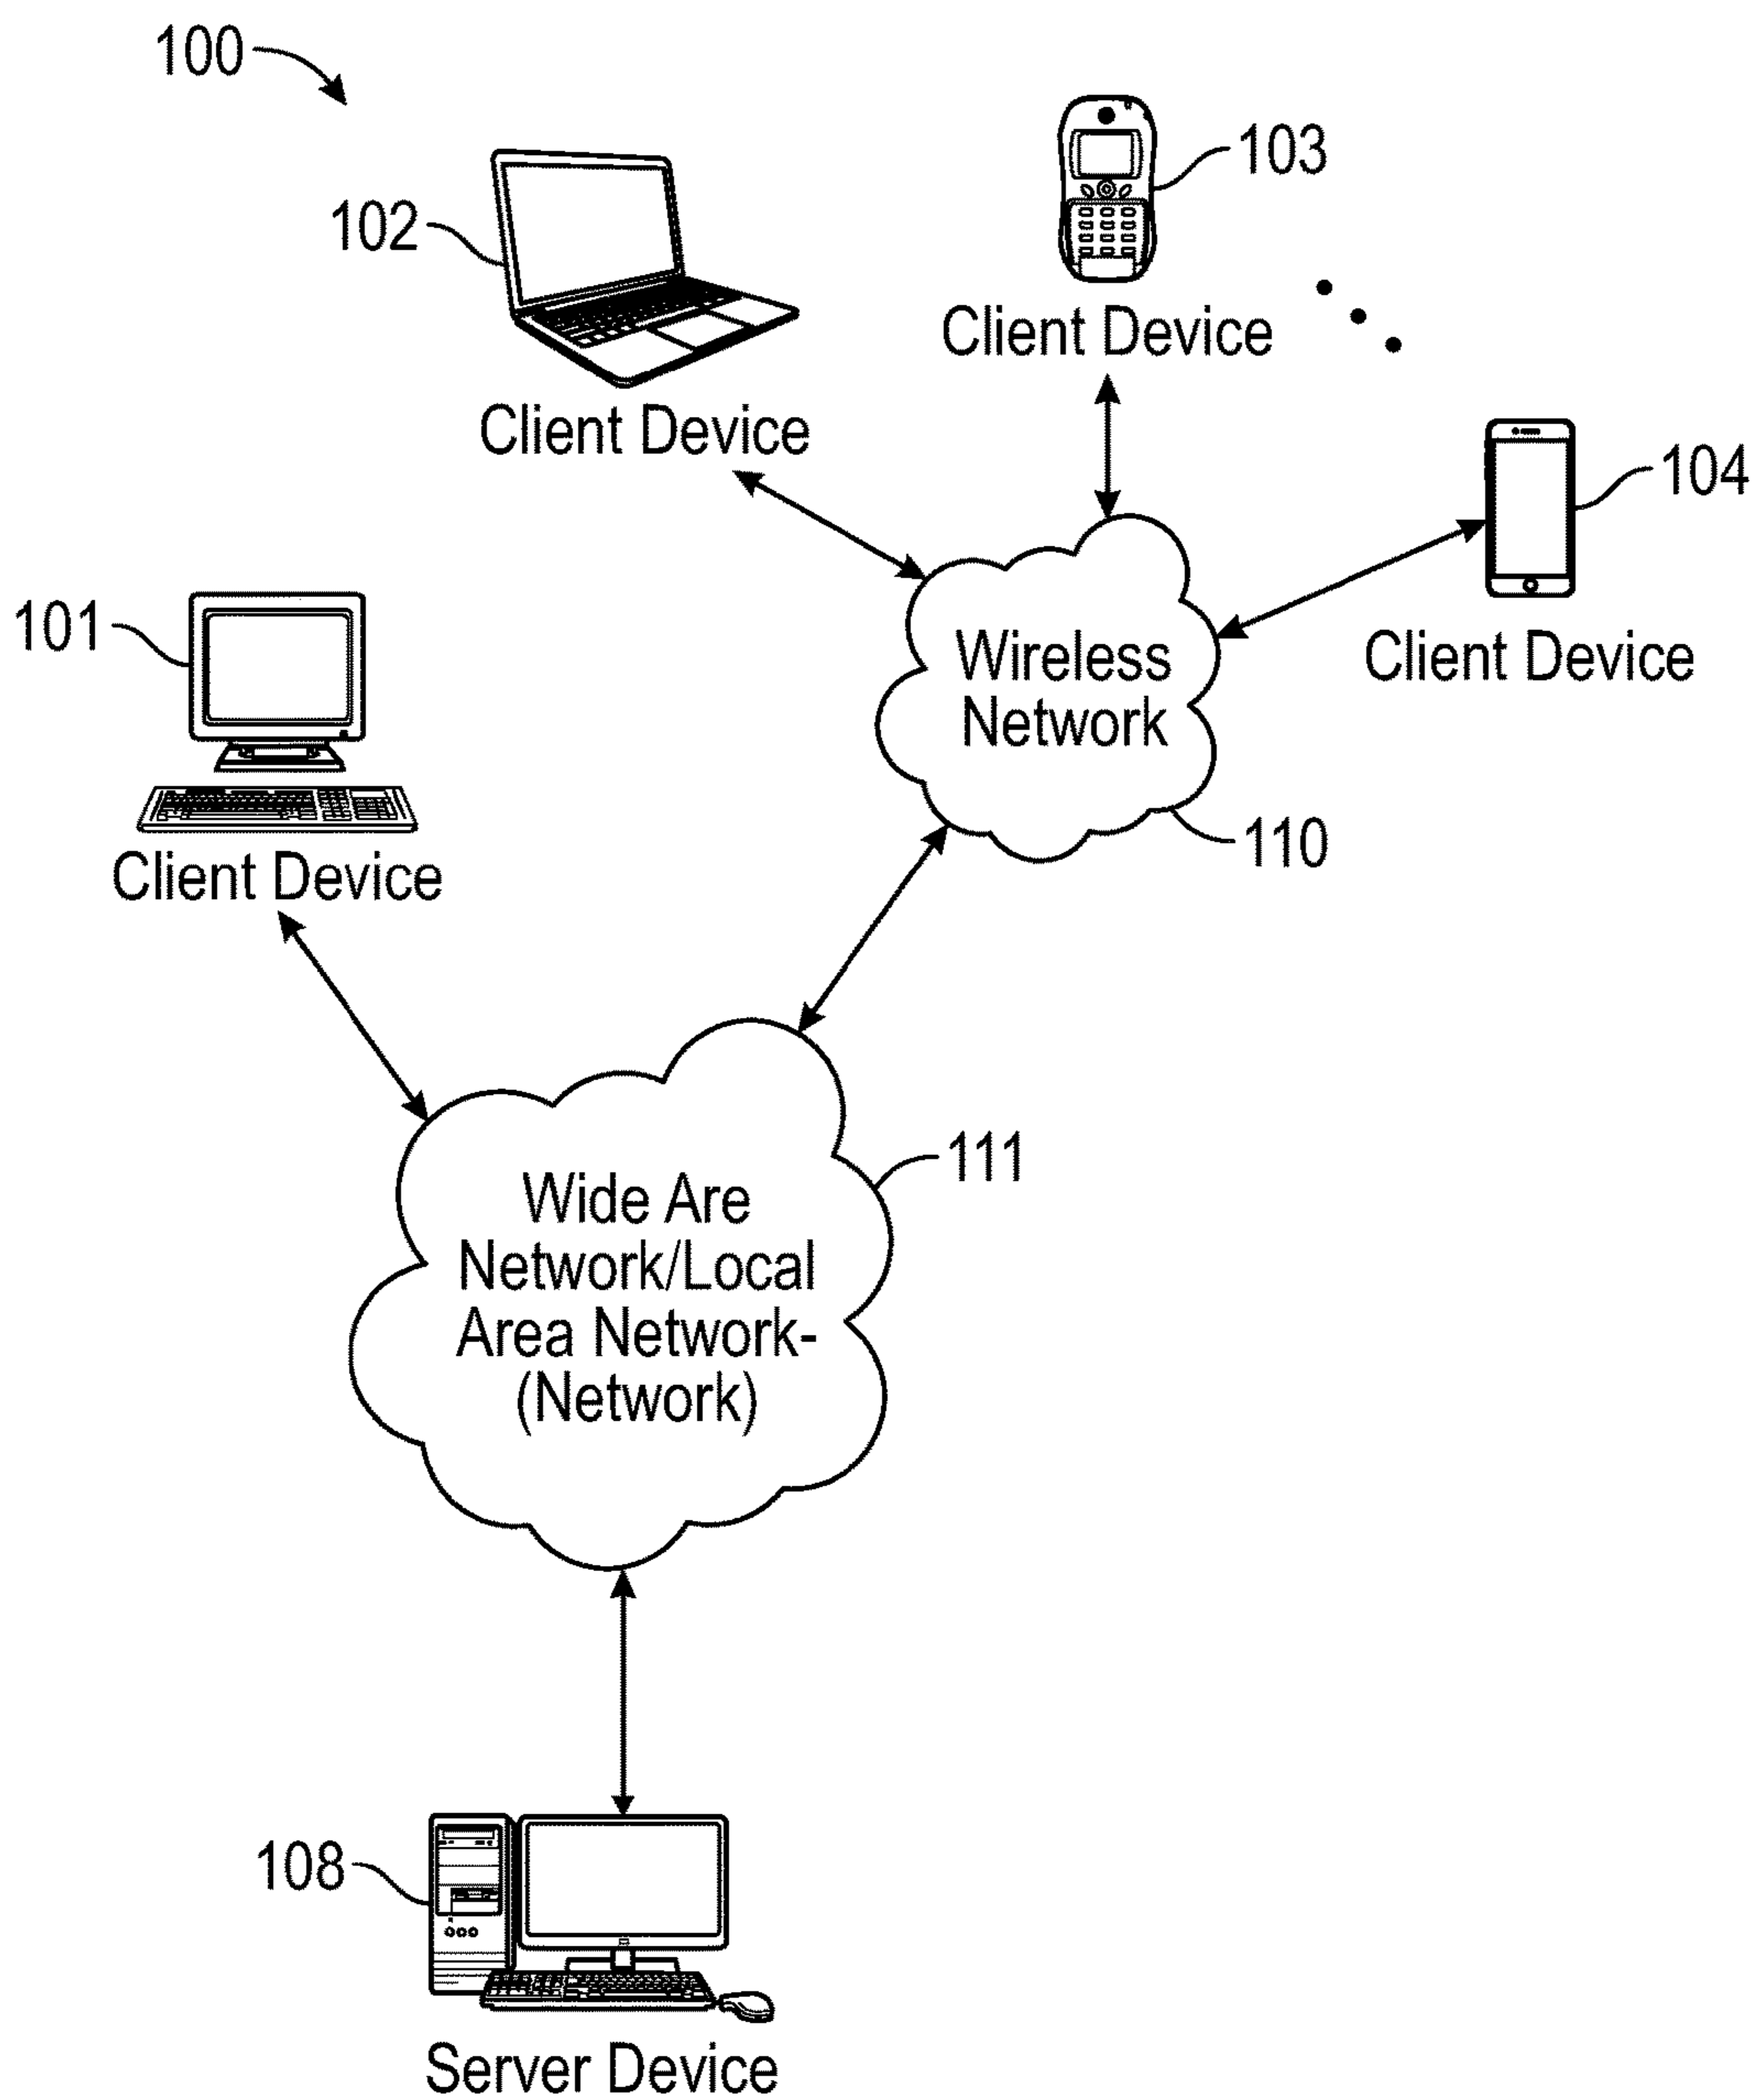 100
103
102
Client Device
Client Device
104
101
Wireless
Network
Client Device
110
Client Device
111
Wide Are
Network/Local
Area Network-
(Network)
108
Server Device